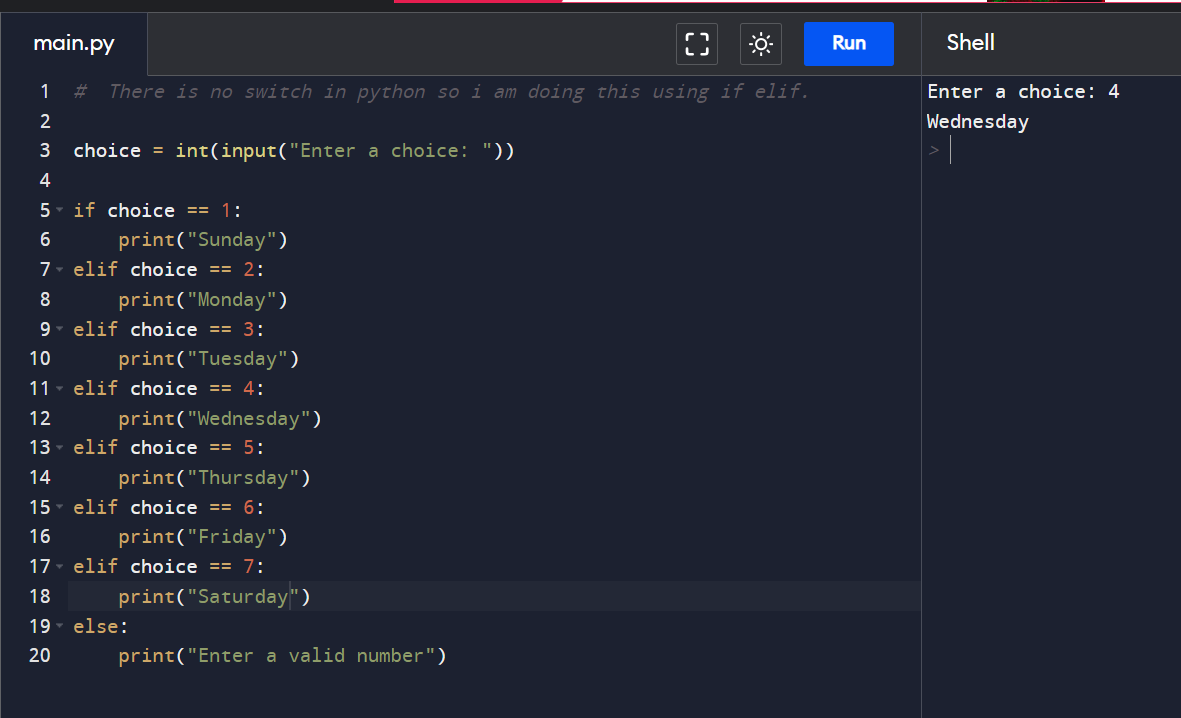 main.py
Run
Shell
1 #  There is no switch in python so i am doing this using if elif.
2
3 choice = int(input("Enter a choice: "))
4
5 if choice == 1:
6     print("Sunday")
7 elif choice == 2:
8     print("Monday")
9 elif choice == 3:
10     print("Tuesday")
11 elif choice == 4:
12     print("Wednesday")
13 elif choice == 5:
14     print("Thursday")
15 elif choice == 6:
16     print("Friday")
17 elif choice == 7:
18     print("Saturday")
19 else:
20     print("Enter a valid number")
Enter a choice: 4
Wednesday
>